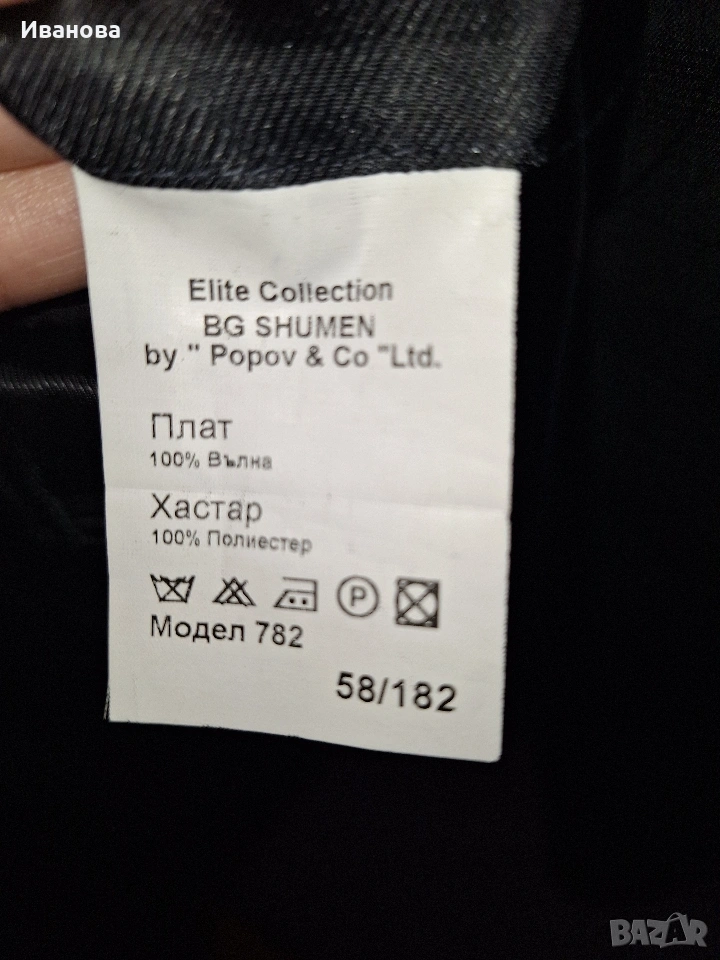 Иванова
Elite Collection
BG SHUMEN
by " Popov & Co "Ltd.
Плат
100% Вълна
Хастар
100% Полиестер
P
Модел 782
58/182
BAZAR